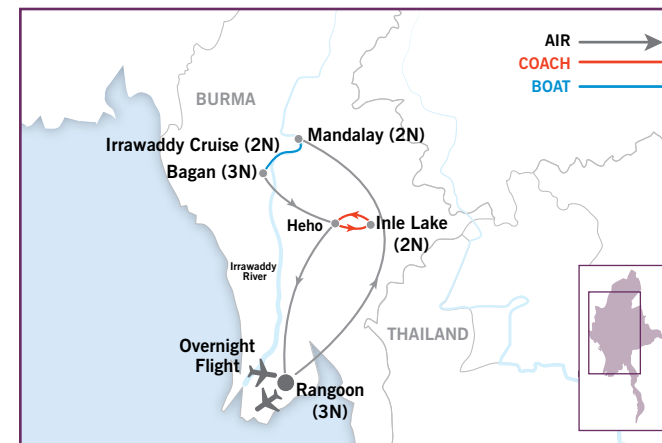 AIR
COACH
BOAT
BURMA
Irrawaddy Cruise (2N)
Mandalay (2N)
Bagan (3N)
Heho
Inle Lake
(2N)
Irrawaddy
River
THAILAND
Overnight
Flight
Rangoon
(3N)